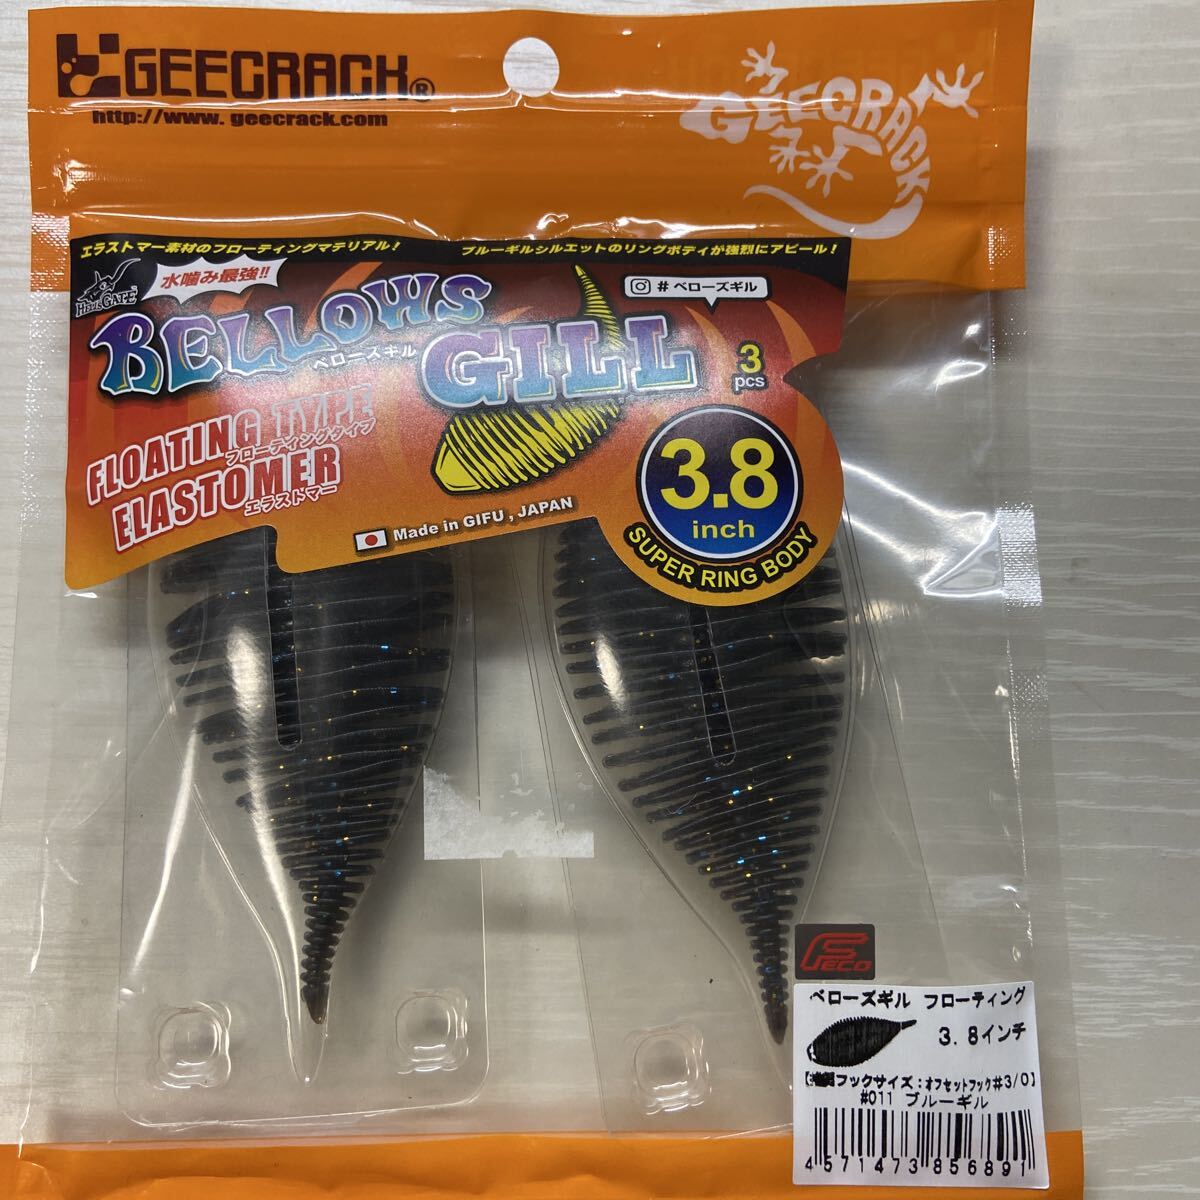 GEECRACK®
http://www. geecrack.com
GEECRACK
エラストマー素材のフローティングマテリアル!
ブルーギルシルエットのリングボディが強烈にアピール!
HELL'S GATE
水噛み最強!!
# ベローズギル
BELLOWS
ベローズギル
GILL
3
pcs
FLOATING TYPE
フローティングタイプ
ELASTOMER
エラストマー
3.8
inch
SUPER RING BODY
Made in GIFU , JAPAN
FECO
ベローズギル フローティング
3. 8インチ
フックサイズ:オフセットフック#3/0】
#011 ブルーギル
4571473856891